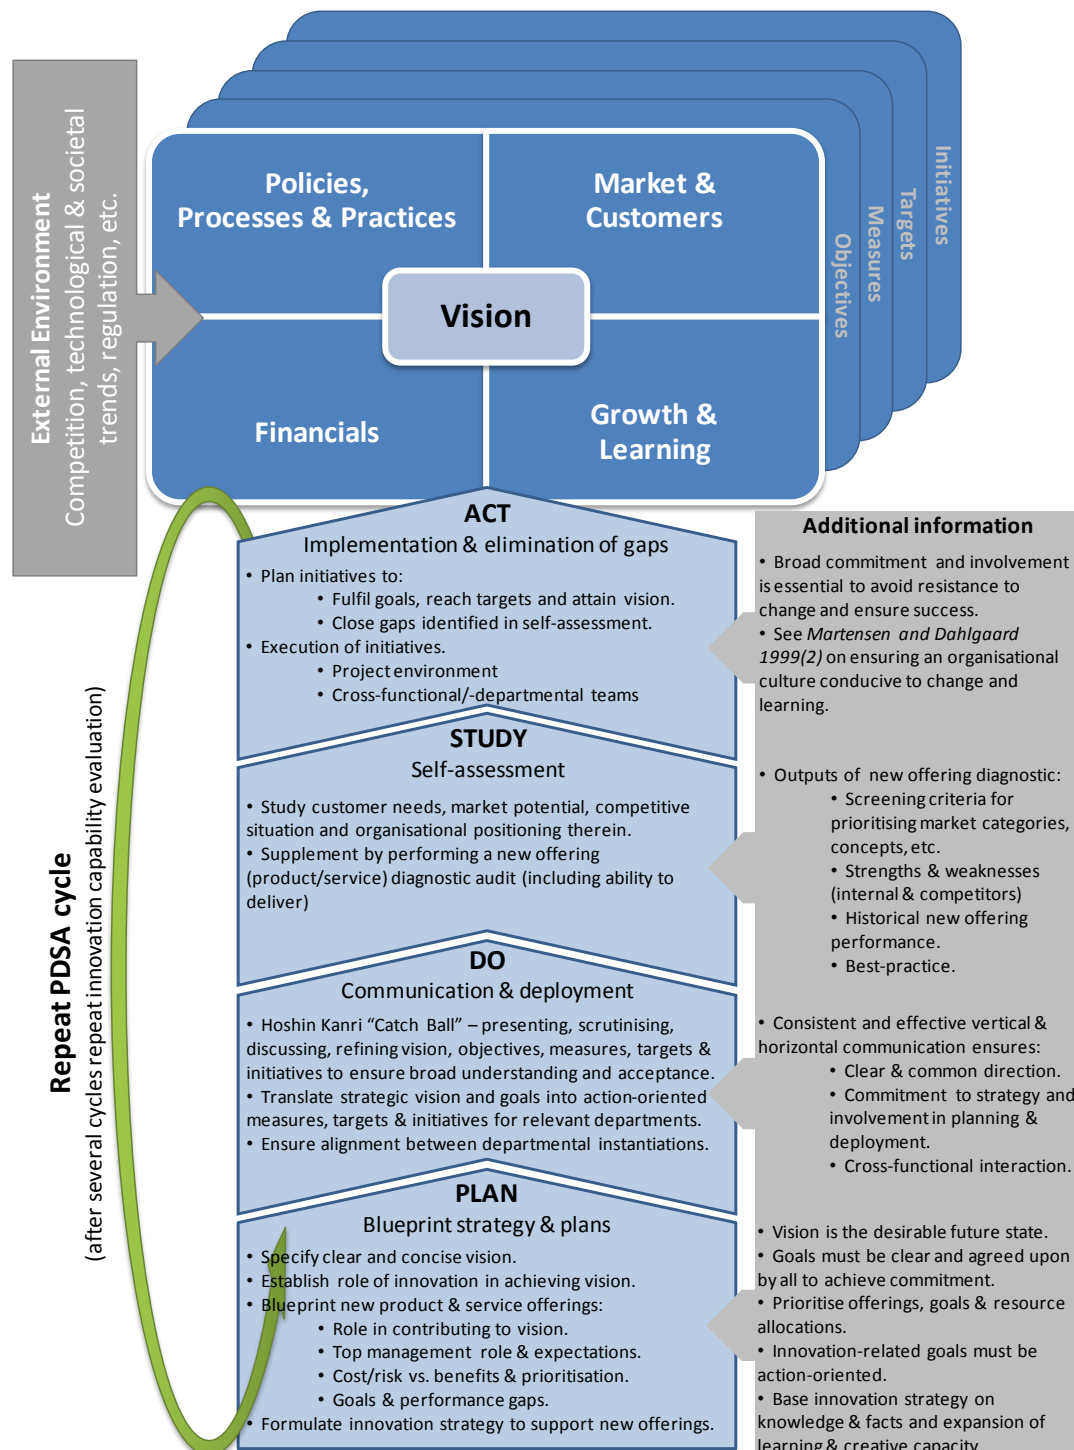 External Environment
Competition, technological & societal
trends, regulation, etc.
Policies,
Processes & Practices
Market &
Customers
Vision
Financials
Growth &
Learning
Objectives
Measures
Targets
Initiatives
ACT
Implementation & elimination of gaps
• Plan initiatives to:
• Fulfil goals, reach targets and attain vision.
• Close gaps identified in self-assessment.
• Execution of initiatives.
• Project environment
• Cross-functional/-departmental teams
STUDY
Self-assessment
• Study customer needs, market potential, competitive
situation and organisational positioning therein.
• Supplement by performing a new offering
(product/service) diagnostic audit (including ability to
deliver)
DO
Communication & deployment
• Hoshin Kanri “Catch Ball” – presenting, scrutinising,
discussing, refining vision, objectives, measures, targets &
initiatives to ensure broad understanding and acceptance.
• Translate strategic vision and goals into action-oriented
measures, targets & initiatives for relevant departments.
• Ensure alignment between departmental instantiations.
PLAN
Blueprint strategy & plans
• Specify clear and concise vision.
• Establish role of innovation in achieving vision.
• Blueprint new product & service offerings:
• Role in contributing to vision.
• Top management role & expectations.
• Cost/risk vs. benefits & prioritisation.
• Goals & performance gaps.
• Formulate innovation strategy to support new offerings.
Repeat PDSA cycle
(after several cycles repeat innovation capability evaluation)
Additional information
• Broad commitment and involvement
is essential to avoid resistance to
change and ensure success.
• See Martensen and Dahlgaard
1999(2) on ensuring an organisational
culture conducive to change and
learning.
• Outputs of new offering diagnostic:
• Screening criteria for
prioritising market categories,
concepts, etc.
• Strengths & weaknesses
(internal & competitors)
• Historical new offering
performance.
• Best-practice.
• Consistent and effective vertical &
horizontal communication ensures:
• Clear & common direction.
• Commitment to strategy and
involvement in planning &
deployment.
• Cross-functional interaction.
• Vision is the desirable future state.
• Goals must be clear and agreed upon
by all to achieve commitment.
• Prioritise offerings, goals & resource
allocations.
• Innovation-related goals must be
action-oriented.
• Base innovation strategy on
knowledge & facts and expansion of
learning & creative capacity